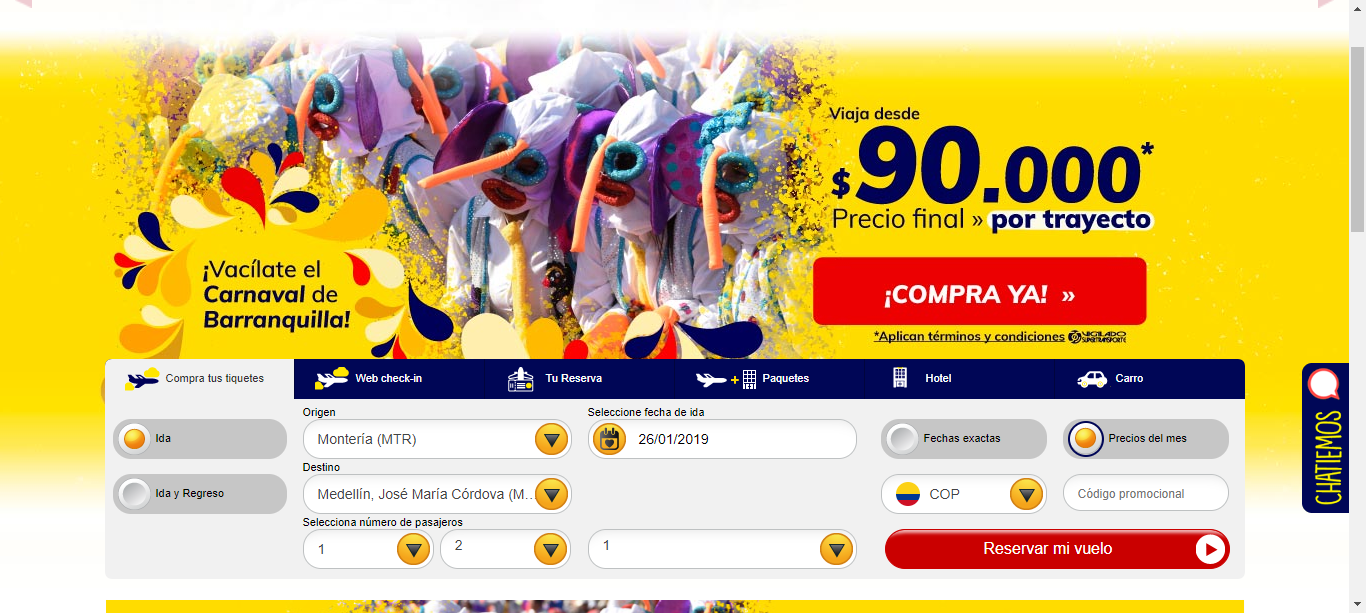 Viaja desde
$90.000*
Precio final » por trayecto
¡Vacílate el
Carnaval de
Barranquilla!
¡COMPRA YA! »
*Aplican términos y condiciones VIGILADO SUPERTRANSPORTE
Compra tus tiquetes
Web check-in
Tu Reserva
Paquetes
Hotel
Carro
Ida
Ida y Regreso
Origen
Montería (MTR)
Destino
Medellín, José María Córdova (M...
Selecciona número de pasajeros
1
2
1
Seleccione fecha de ida
26/01/2019
Fechas exactas
Precios del mes
COP
Código promocional
Reservar mi vuelo
CHATIEMOS